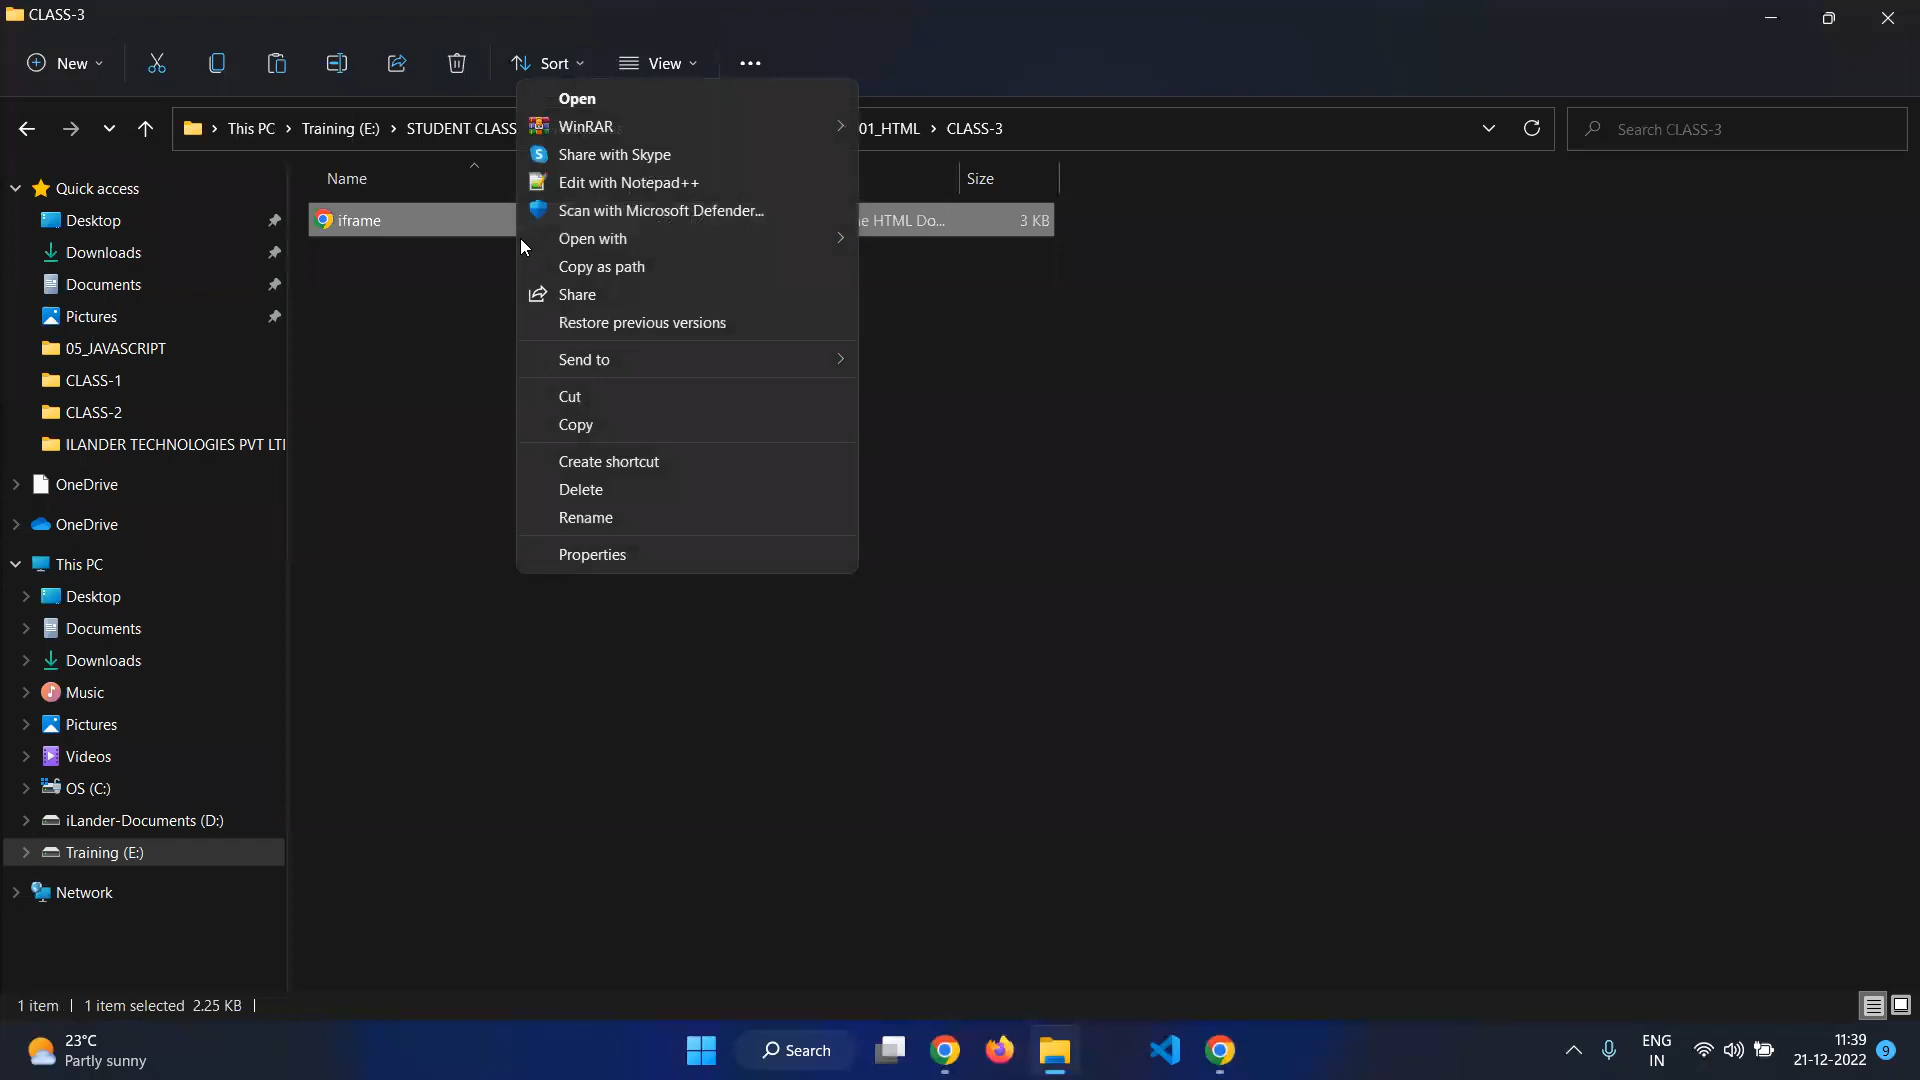 CLASS-3
New
Sort
View
This PC
Training (E:)
STUDENT CLASS
01_HTML
CLASS-3
Search CLASS-3
Name
Size
iframe
e HTML Do...
3 KB
Open
WinRAR
Share with Skype
Edit with Notepad++
Scan with Microsoft Defender...
Open with
Copy as path
Share
Restore previous versions
Send to
Cut
Copy
Create shortcut
Delete
Rename
Properties
Quick access
Desktop
Downloads
Documents
Pictures
05_JAVASCRIPT
CLASS-1
CLASS-2
ILANDER TECHNOLOGIES PVT LT
OneDrive
OneDrive
This PC
Desktop
Documents
Downloads
Music
Pictures
Videos
OS (C:)
iLander-Documents (D:)
Training (E:)
Network
1 item
1 item selected 2.25 KB
23°C
Partly sunny
Search
ENG
IN
11:39
21-12-2022
9